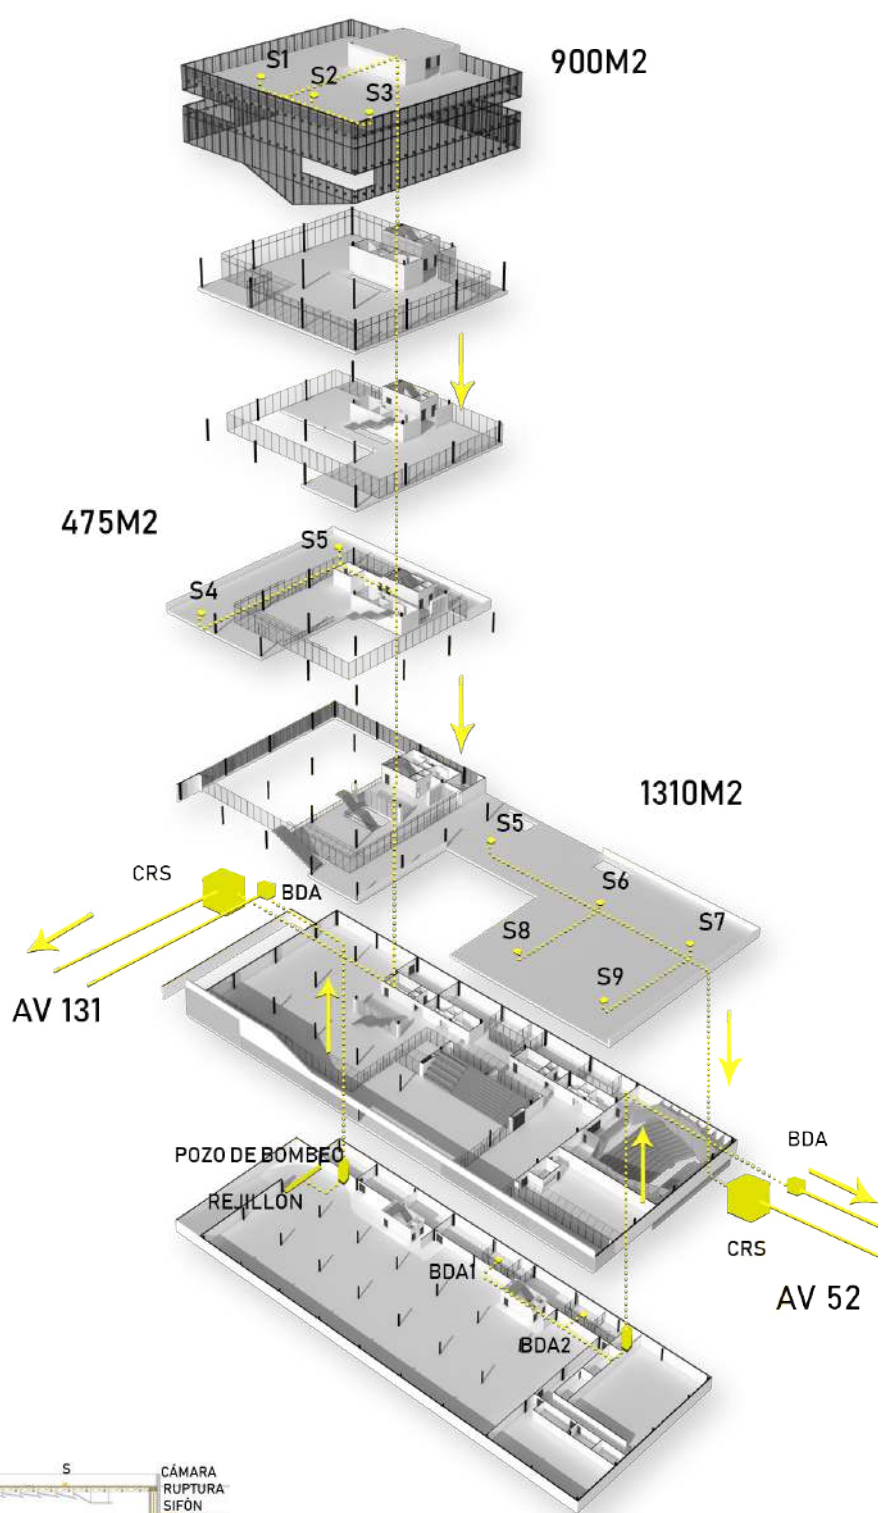 900M2
S1
S2
S3
475M2
S5
S4
1310M2
S5
S6
S7
S8
S9
CRS
BDA
AV 131
POZO DE BOMBEO
REJILLÓN
BDA
CRS
AV 52
BDA1
BDA2
S
CÁMARA
RUPTURA
SIFÓN